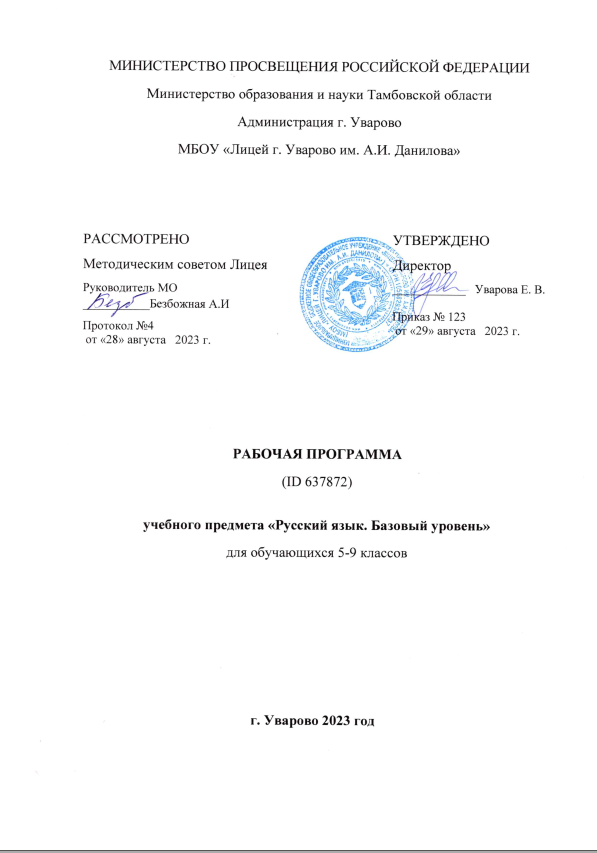 МИНИСТЕРСТВО ПРОСВЕЩЕНИЯ РОССИЙСКОЙ ФЕДЕРАЦИИ
Министерство образования и науки Тамбовской области
Администрация г. Уварово
МБОУ «Лицей г. Уварово им. А.И. Данилова»
РАССМОТРЕНО
Методическим советом Лицея
Руководитель МО
Безбожная А.И
Протокол №4
от «28» августа 2023 г.
УТВЕРЖДЕНО
Директор
Уварова Е. В.
Приказ № 123
от «29» августа 2023 г.
РАБОЧАЯ ПРОГРАММА
(ID 637872)
учебного предмета «Русский язык. Базовый уровень»
для обучающихся 5-9 классов
г. Уварово 2023 год